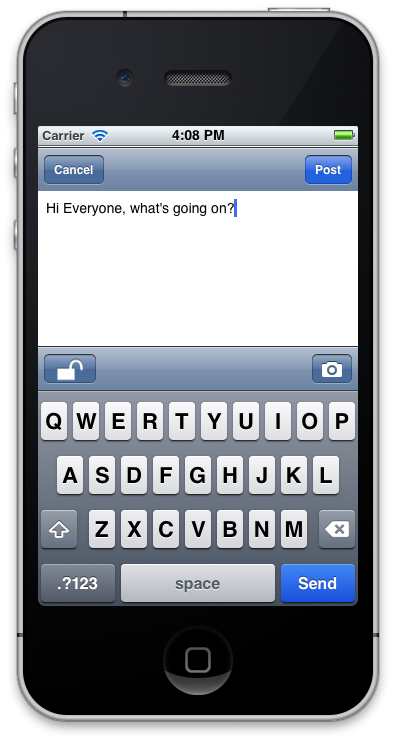 Carrier 4:08 PM
Cancel Post
Hi Everyone, what's going on?
Q W E R T Y U I O P
A S D F G H J K L
Z X C V B N M
.?123 space Send